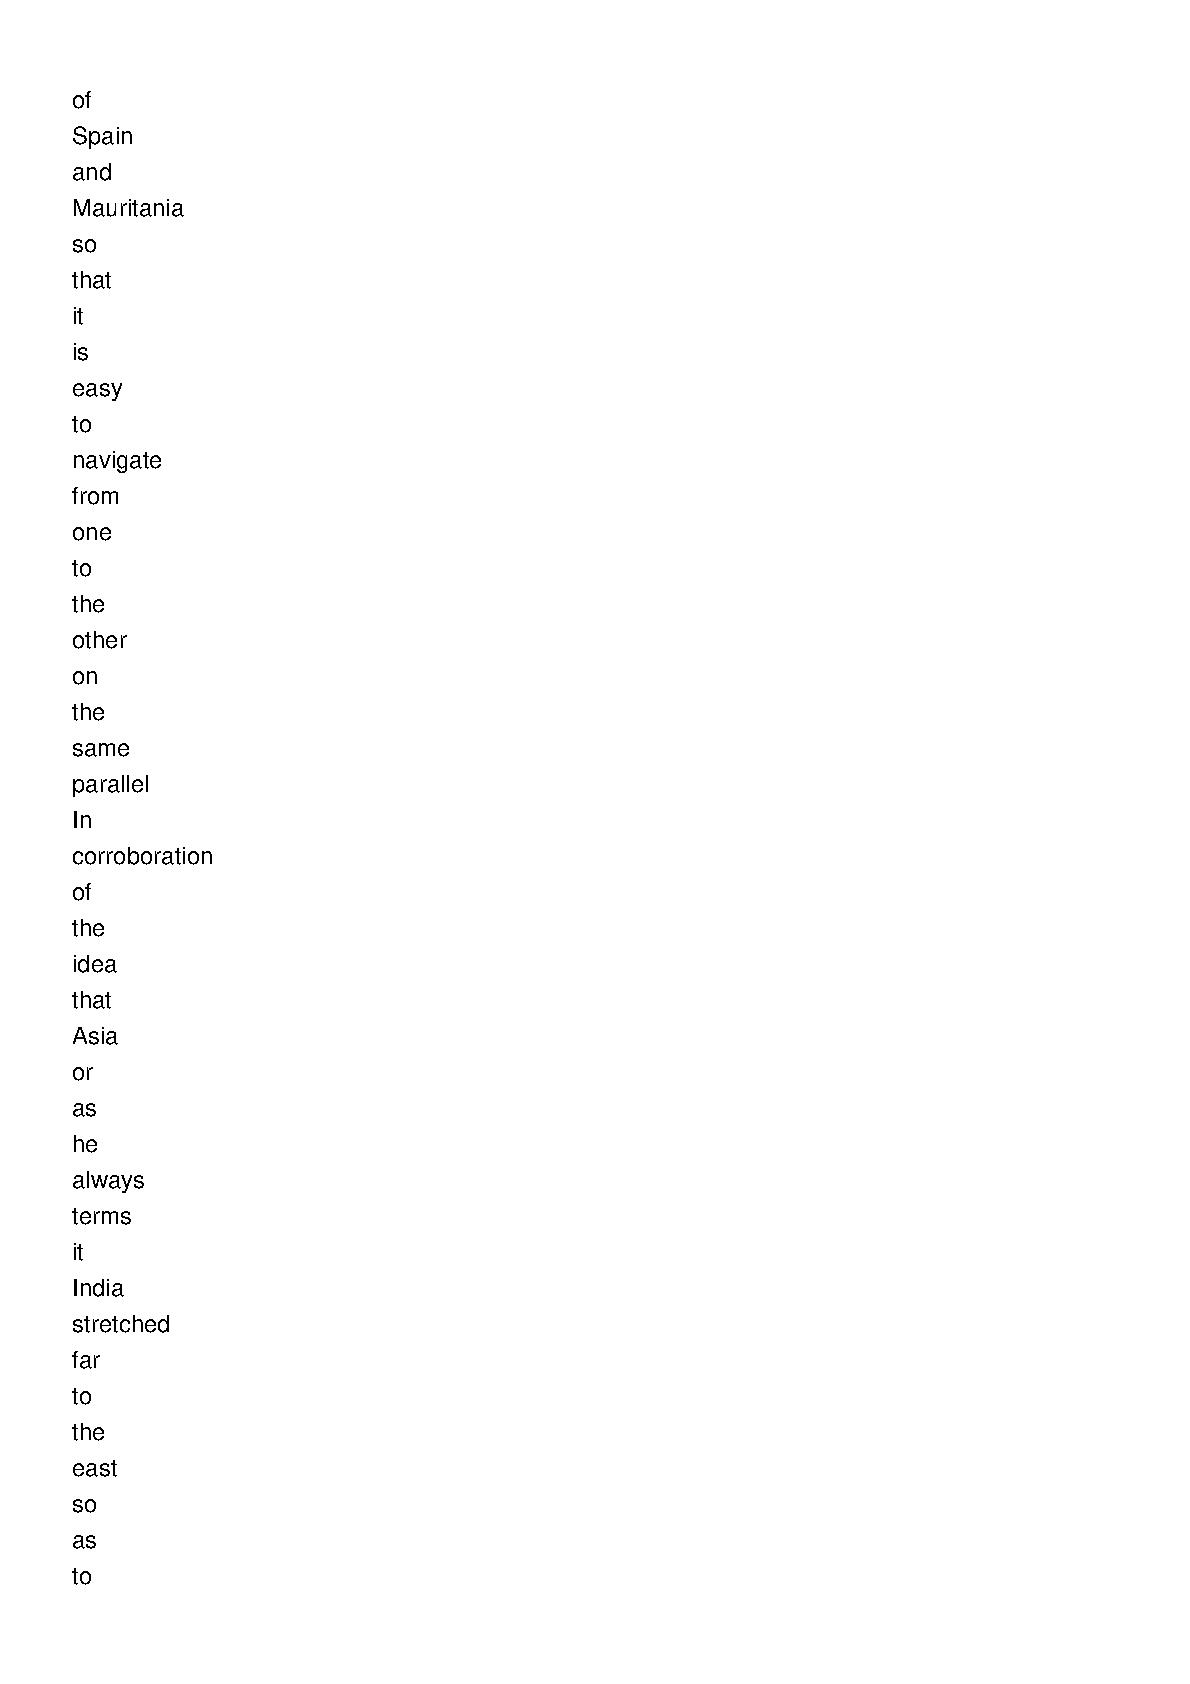 of
Spain
and
Mauritania
so
that
it
is
easy
to
navigate
from
one
to
the
other
on
the
same
parallel
In
corroboration
of
the
idea
that
Asia
or
as
he
always
terms
it
India
stretched
far
to
the
east
so
as
to